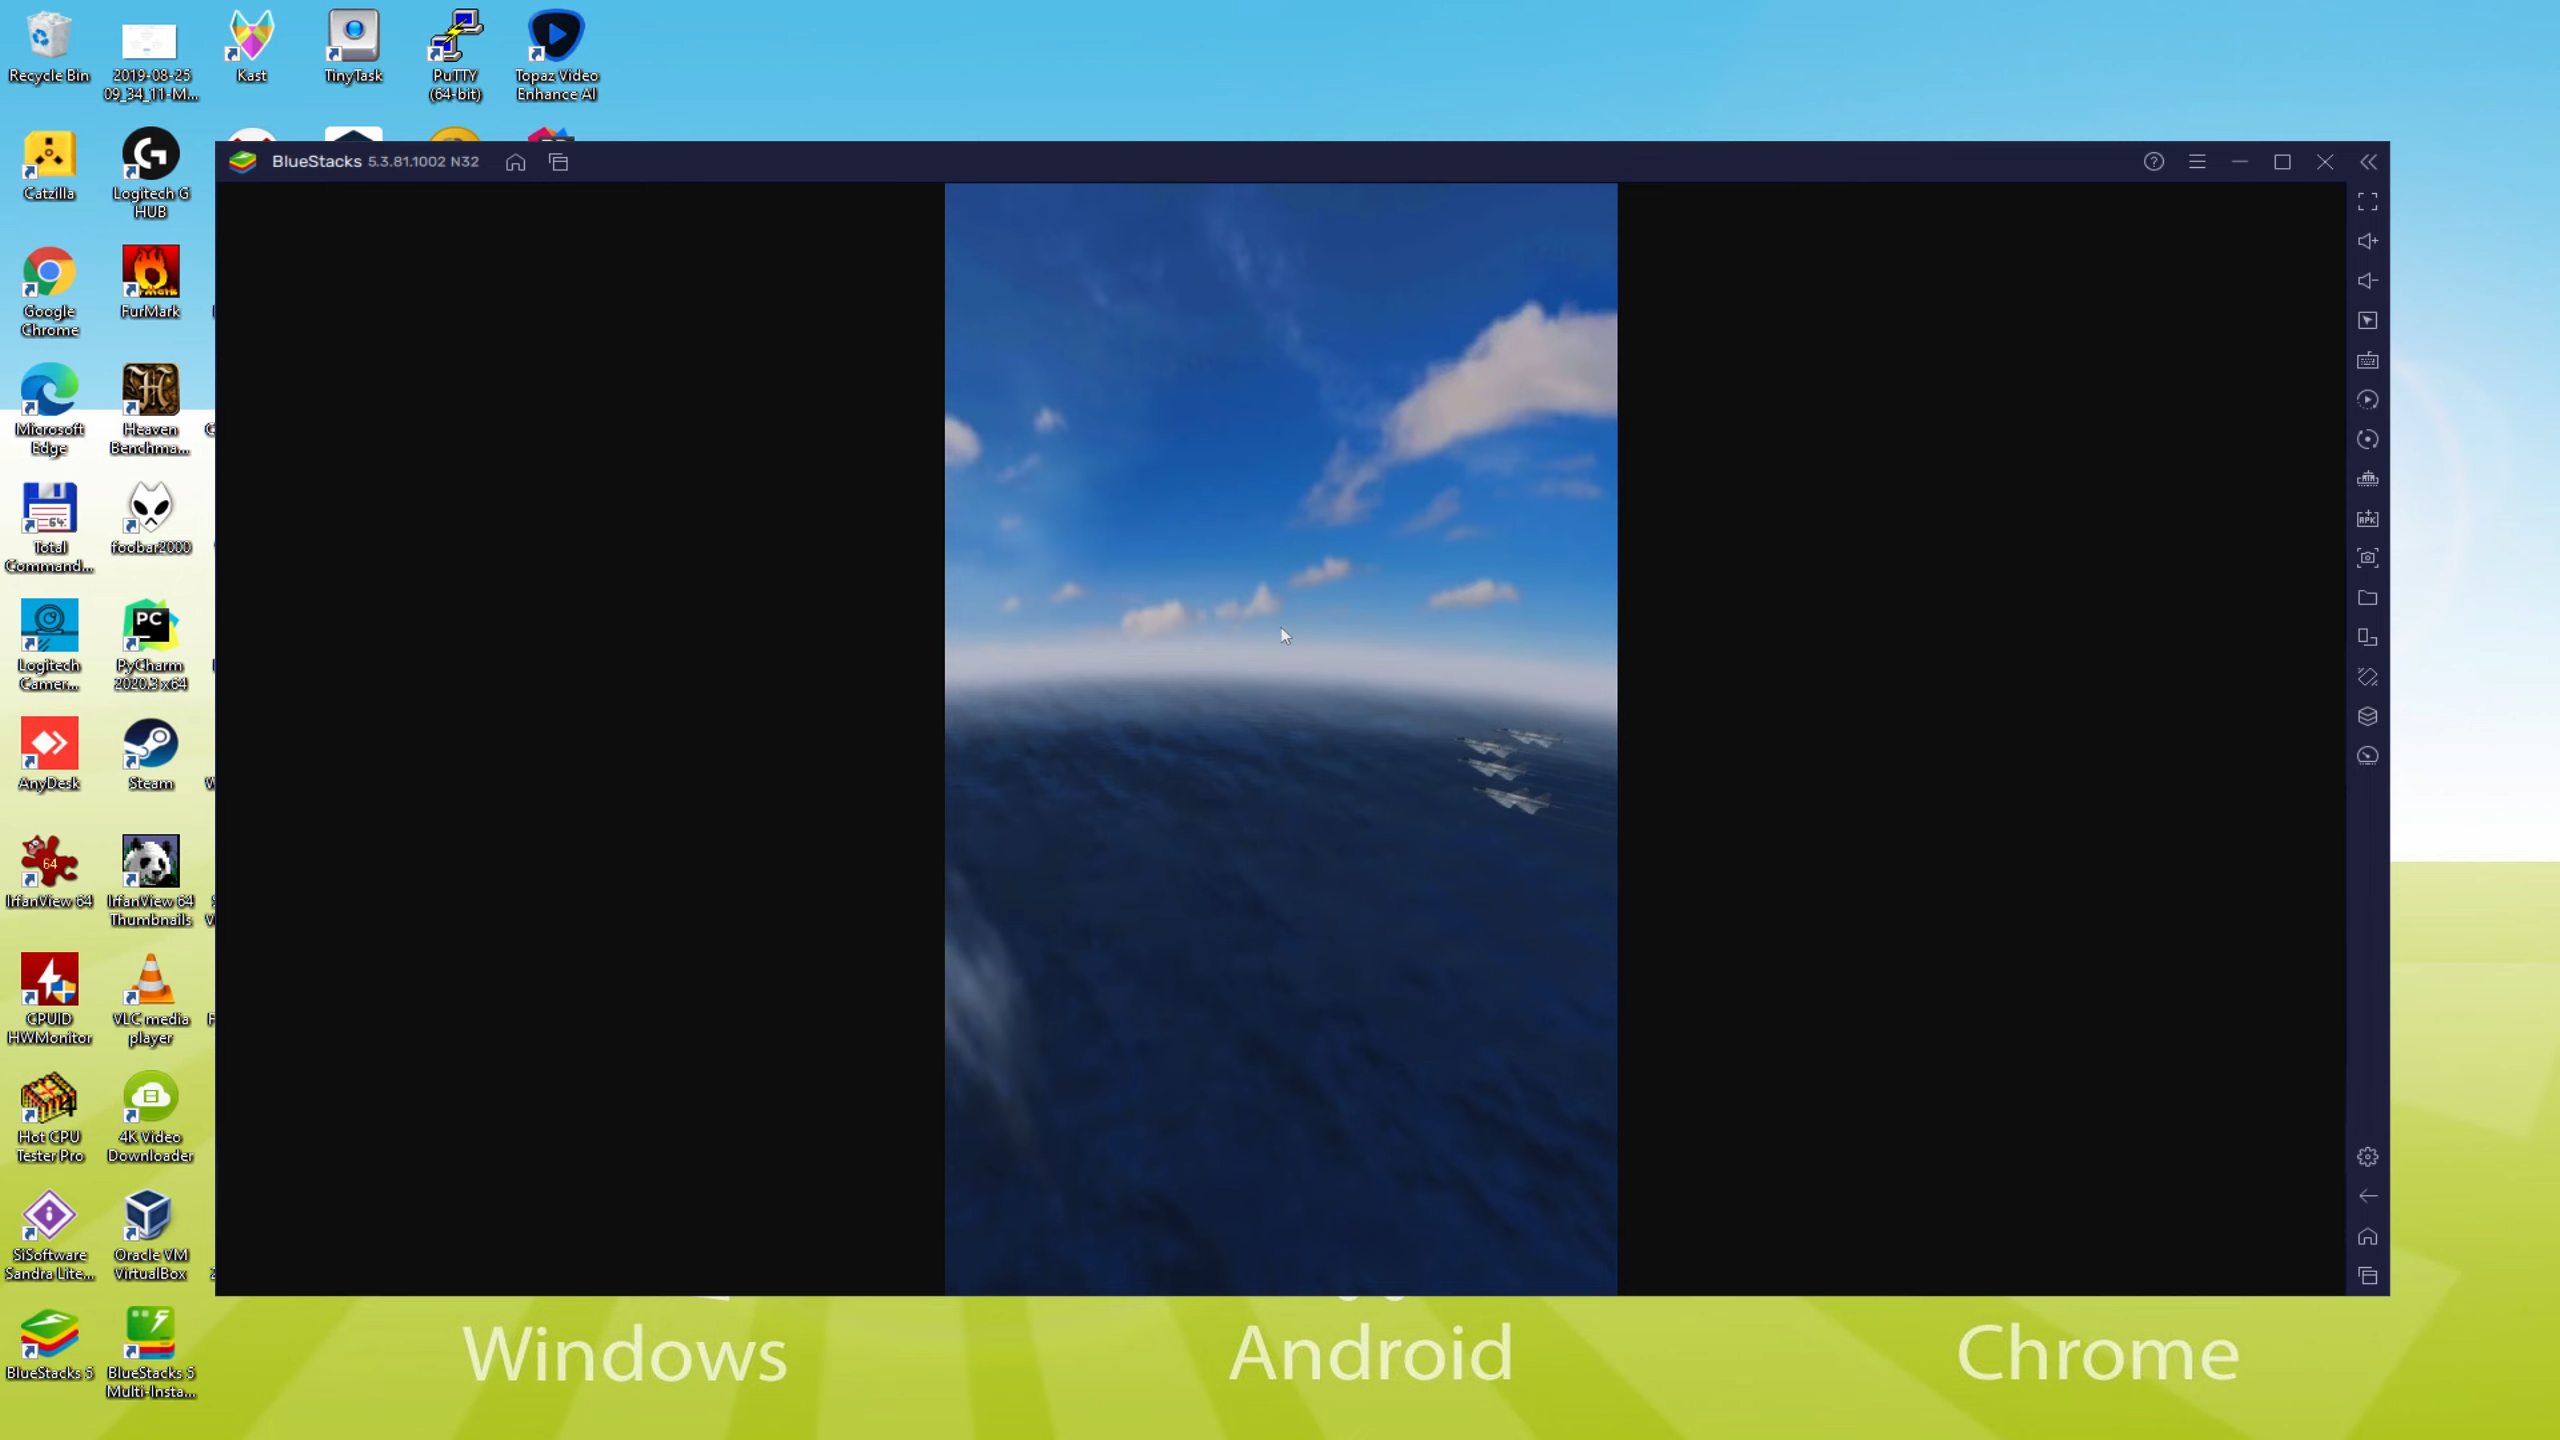 Recycle Bin
2019-08-25
09_34_11-M...
Kast
TinyTask
PuTTY
(64-bit)
Topaz Video
Enhance AI
BlueStacks 5.3.81.1002 N32
Catzilla
Logitech G
HUB
Google
Chrome
FurMark
Microsoft
Edge
Heaven
Benchma...
Total
Command...
foobar2000
Logitech
Camer...
PyCharm
2020.3 x64
AnyDesk
Steam
IrfanView 64
IrfanView 64
Thumbnails
CPUID
HWMonitor
VLC media
player
Hot CPU
Tester Pro
4K Video
Downloader
SiSoftware
Sandra Lite...
Oracle VM
VirtualBox
BlueStacks 5
BlueStacks 5
Multi-Insta...
Windows
Android
Chrome